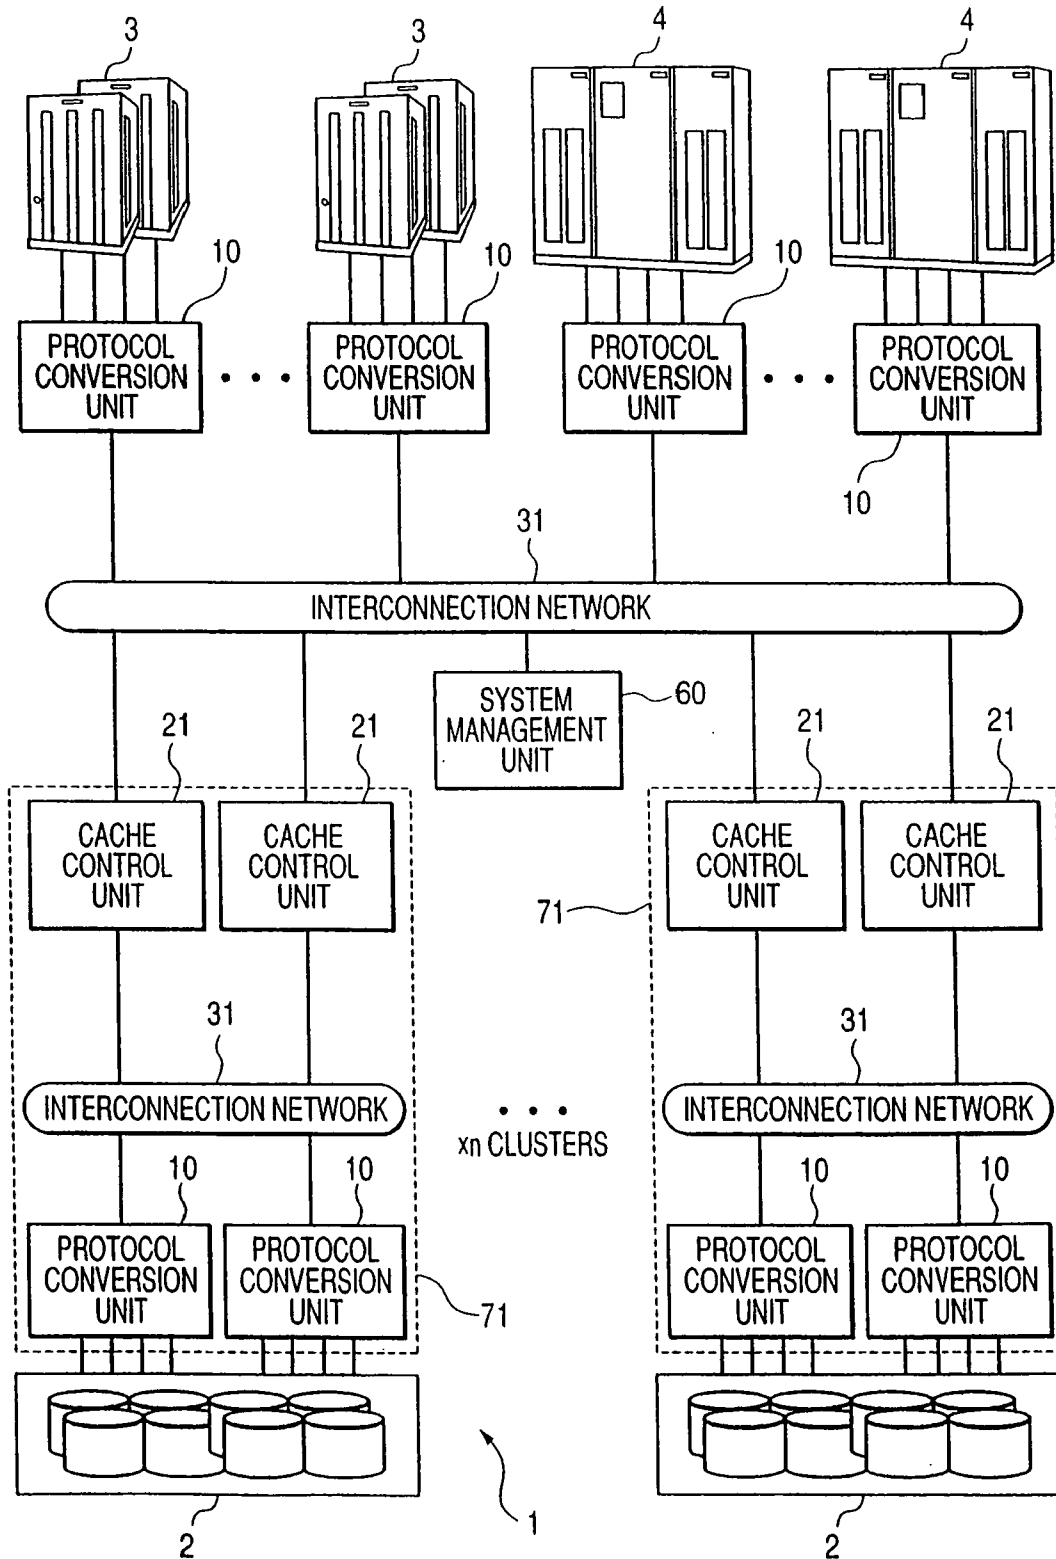 3
3
4
4
10
10
10
PROTOCOL
CONVERSION
UNIT
• • •
PROTOCOL
CONVERSION
UNIT
PROTOCOL
CONVERSION
UNIT
• • •
PROTOCOL
CONVERSION
UNIT
10
31
INTERCONNECTION NETWORK
SYSTEM
MANAGEMENT
UNIT
60
21
21
21
21
CACHE
CONTROL
UNIT
CACHE
CONTROL
UNIT
CACHE
CONTROL
UNIT
CACHE
CONTROL
UNIT
71
31
31
INTERCONNECTION NETWORK
• • •
xn CLUSTERS
INTERCONNECTION NETWORK
10
10
10
10
PROTOCOL
CONVERSION
UNIT
PROTOCOL
CONVERSION
UNIT
71
PROTOCOL
CONVERSION
UNIT
PROTOCOL
CONVERSION
UNIT
2
1
2